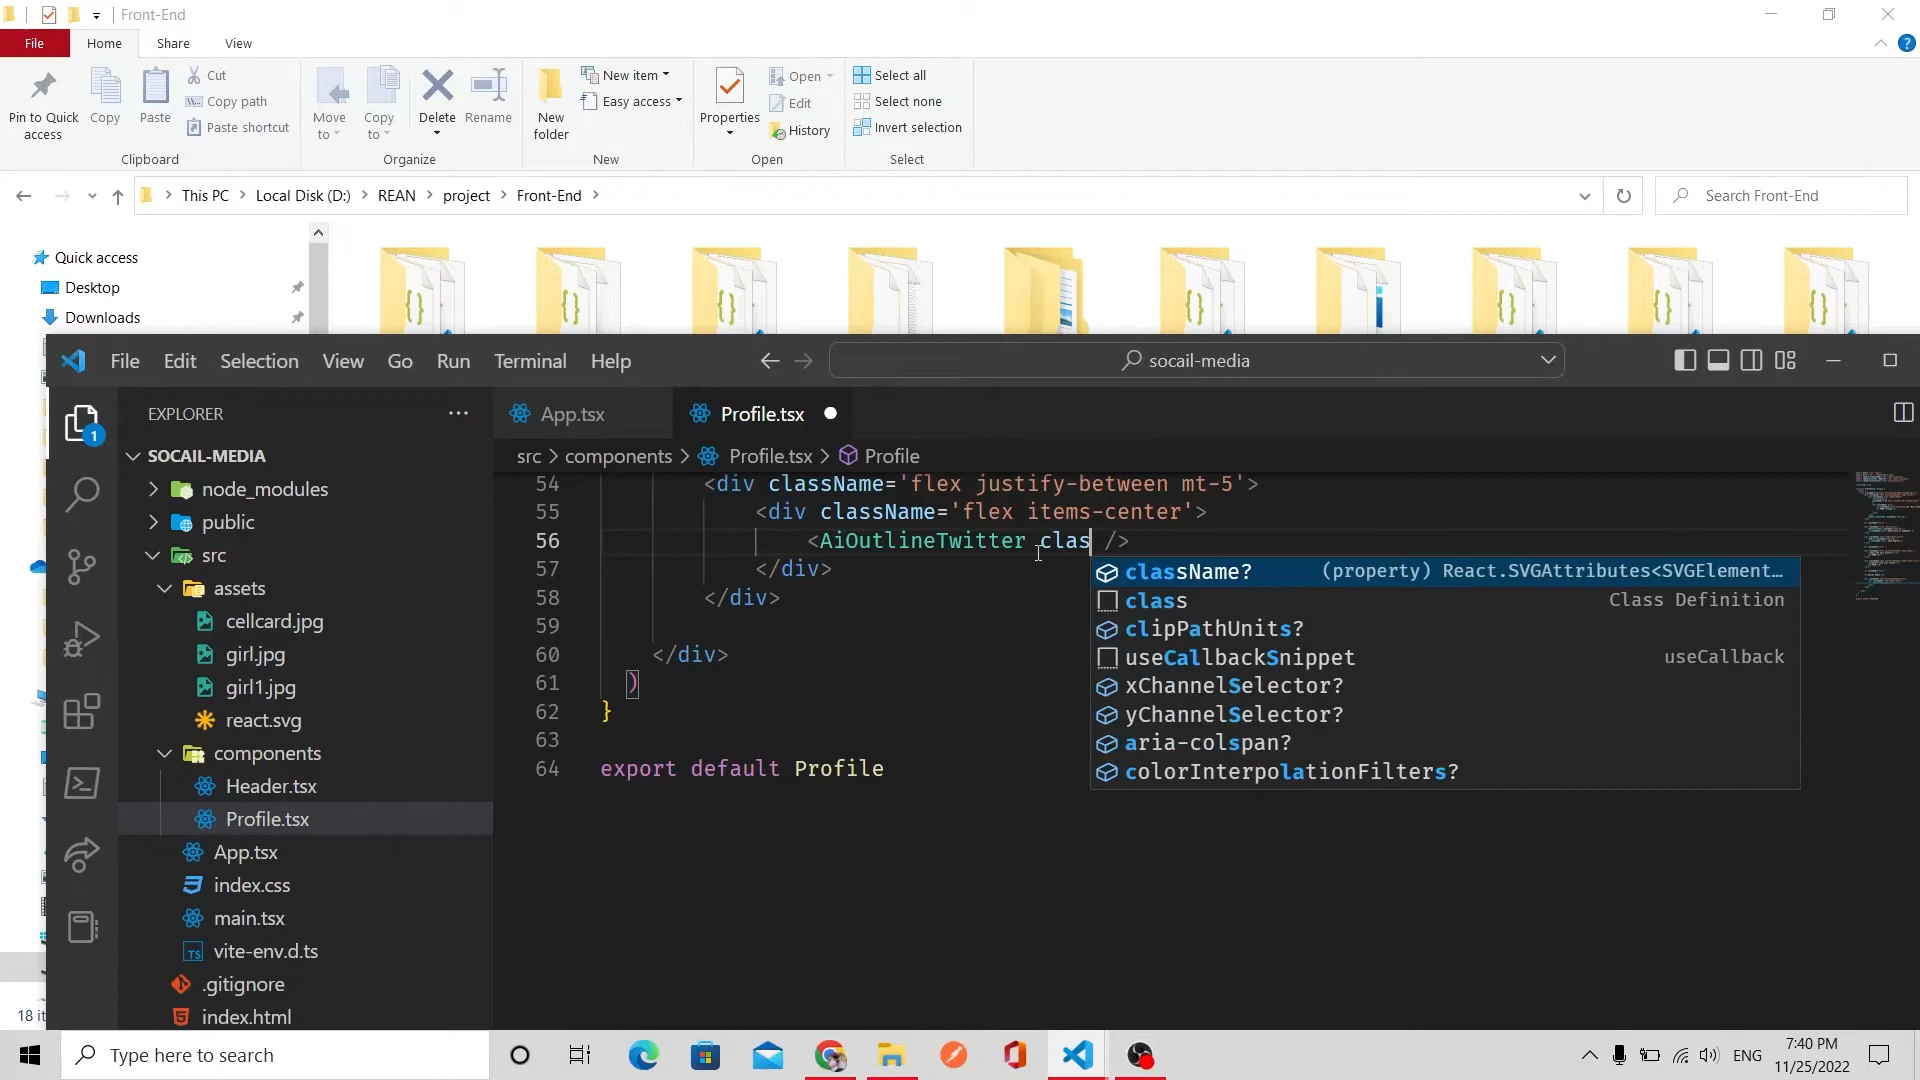 Front-End
File Home Share View
Pin to Quick access
Copy
Paste
Cut
Copy path
Paste shortcut
Clipboard
Move to
Copy to
Delete
Rename
Organize
New folder
New item
Easy access
New
Properties
Open
Edit
History
Open
Select all
Select none
Invert selection
Select
This PC Local Disk (D:) REAN project Front-End
Search Front-End
Quick access
Desktop
Downloads
File Edit Selection View Go Run Terminal Help
socail-media
EXPLORER
App.tsx
Profile.tsx
1
SOCAIL-MEDIA
node_modules
public
src
assets
cellcard.jpg
girl.jpg
girl1.jpg
react.svg
components
Header.tsx
Profile.tsx
App.tsx
index.css
main.tsx
vite-env.d.ts
.gitignore
index.html
src > components > Profile.tsx > Profile
54 <div className='flex justify-between mt-5'>
55 <div className='flex items-center'>
56 <AiOutlineTwitter clas />
57 </div>
58 </div>
59
60 </div>
61 )
62 }
63
64 export default Profile
className? (property) React.SVGAttributes<SVGElement…
class Class Definition
clipPathUnits?
useCallbackSnippet useCallback
xChannelSelector?
yChannelSelector?
aria-colspan?
colorInterpolationFilters?
18 it
Type here to search
ENG
7:40 PM
11/25/2022